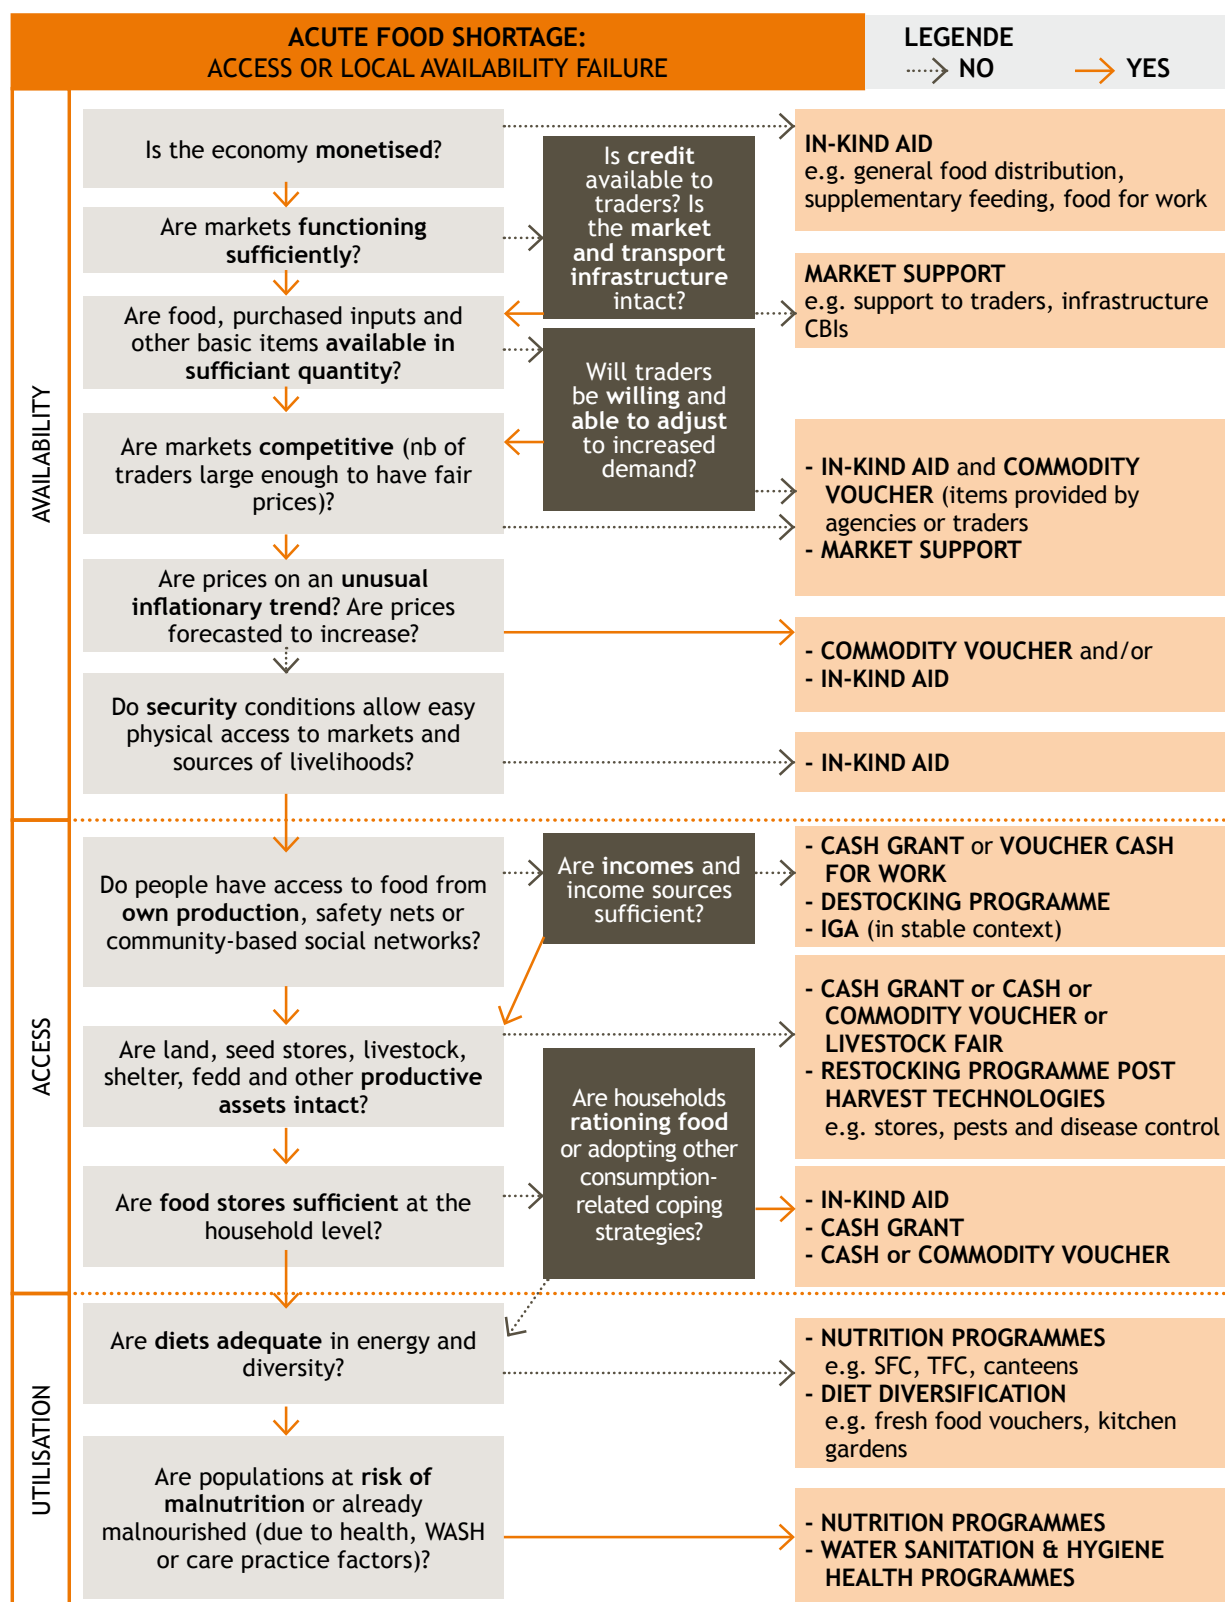 ACUTE FOOD SHORTAGE:
ACCESS OR LOCAL AVAILABILITY FAILURE
LEGENDE
NO
YES
AVAILABILITY
Is the economy monetised?
Is credit
available to
traders? Is
the market
and transport
infrastructure
intact?
IN-KIND AID
e.g. general food distribution,
supplementary feeding, food for work
Are markets functioning
sufficiently?
MARKET SUPPORT
e.g. support to traders, infrastructure
CBIs
Are food, purchased inputs and
other basic items available in
sufficiant quantity?
Will traders
be willing and
able to adjust
to increased
demand?
Are markets competitive (nb of
traders large enough to have fair
prices)?
- IN-KIND AID and COMMODITY
VOUCHER (items provided by
agencies or traders
- MARKET SUPPORT
Are prices on an unusual
inflationary trend? Are prices
forecasted to increase?
- COMMODITY VOUCHER and/or
- IN-KIND AID
Do security conditions allow easy
physical access to markets and
sources of livelihoods?
- IN-KIND AID
ACCESS
Do people have access to food from
own production, safety nets or
community-based social networks?
Are incomes and
income sources
sufficient?
- CASH GRANT or VOUCHER CASH
FOR WORK
- DESTOCKING PROGRAMME
- IGA (in stable context)
Are land, seed stores, livestock,
shelter, fedd and other productive
assets intact?
- CASH GRANT or CASH or
COMMODITY VOUCHER or
LIVESTOCK FAIR
- RESTOCKING PROGRAMME POST
HARVEST TECHNOLOGIES
e.g. stores, pests and disease control
Are households
rationing food
or adopting other
consumption-
related coping
strategies?
Are food stores sufficient at the
household level?
- IN-KIND AID
- CASH GRANT
- CASH or COMMODITY VOUCHER
UTILISATION
Are diets adequate in energy and
diversity?
- NUTRITION PROGRAMMES
e.g. SFC, TFC, canteens
- DIET DIVERSIFICATION
e.g. fresh food vouchers, kitchen
gardens
Are populations at risk of
malnutrition or already
malnourished (due to health, WASH
or care practice factors)?
- NUTRITION PROGRAMMES
- WATER SANITATION & HYGIENE
HEALTH PROGRAMMES